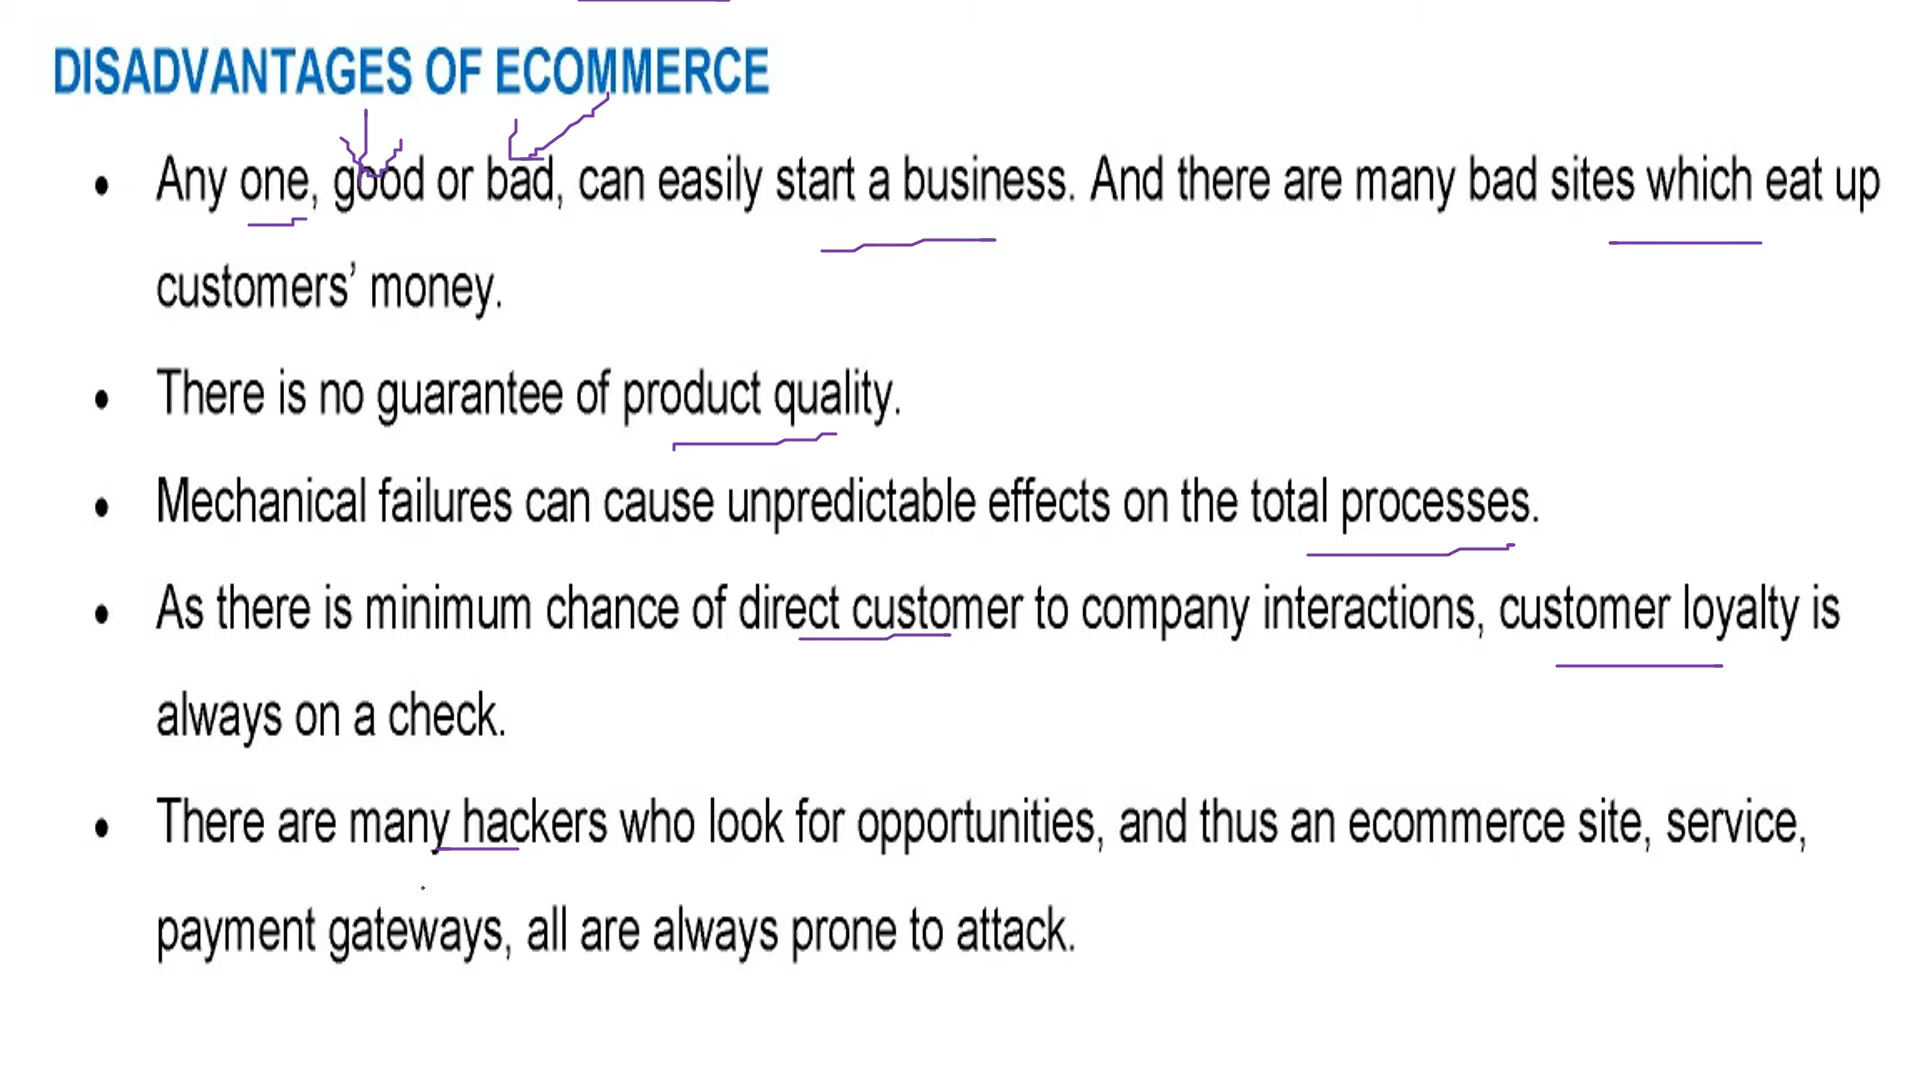 DISADVANTAGES OF ECOMMERCE
• Any one, good or bad, can easily start a business. And there are many bad sites which eat up
customers’ money.
• There is no guarantee of product quality.
• Mechanical failures can cause unpredictable effects on the total processes.
• As there is minimum chance of direct customer to company interactions, customer loyalty is
always on a check.
• There are many hackers who look for opportunities, and thus an ecommerce site, service,
payment gateways, all are always prone to attack.